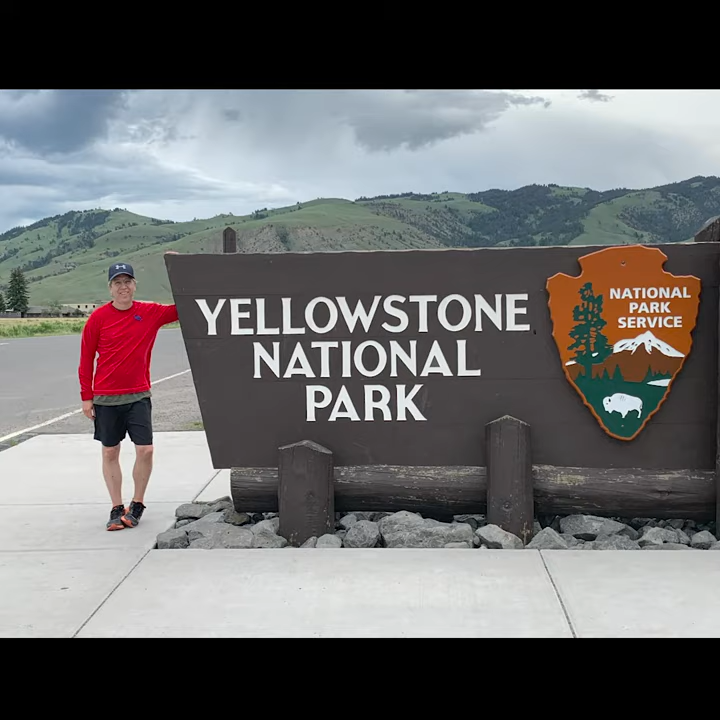 YELLOWSTONE
NATIONAL
PARK
NATIONAL
PARK
SERVICE